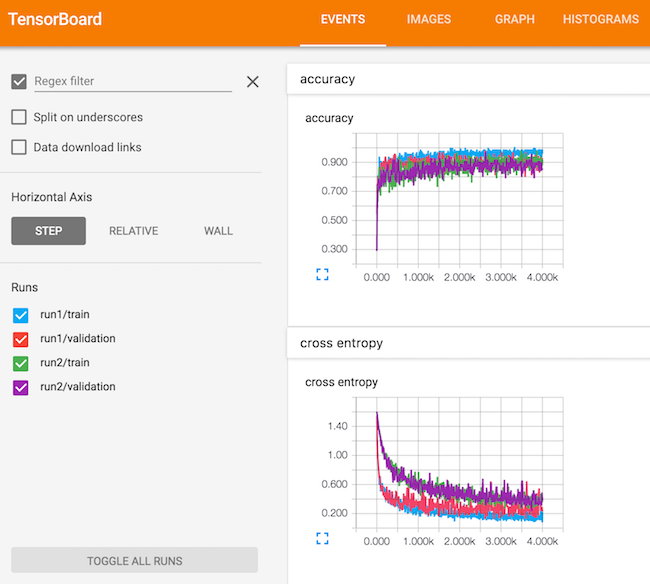 TensorBoard
EVENTS
IMAGES
GRAPH
HISTOGRAMS
Regex filter
Split on underscores
Data download links
Horizontal Axis
STEP
RELATIVE
WALL
Runs
run1/train
run1/validation
run2/train
run2/validation
TOGGLE ALL RUNS
accuracy
accuracy
0.900
0.700
0.500
0.300
0.000 1.000k 2.000k 3.000k 4.000k
cross entropy
cross entropy
1.40
1.00
0.600
0.200
0.000 1.000k 2.000k 3.000k 4.000k